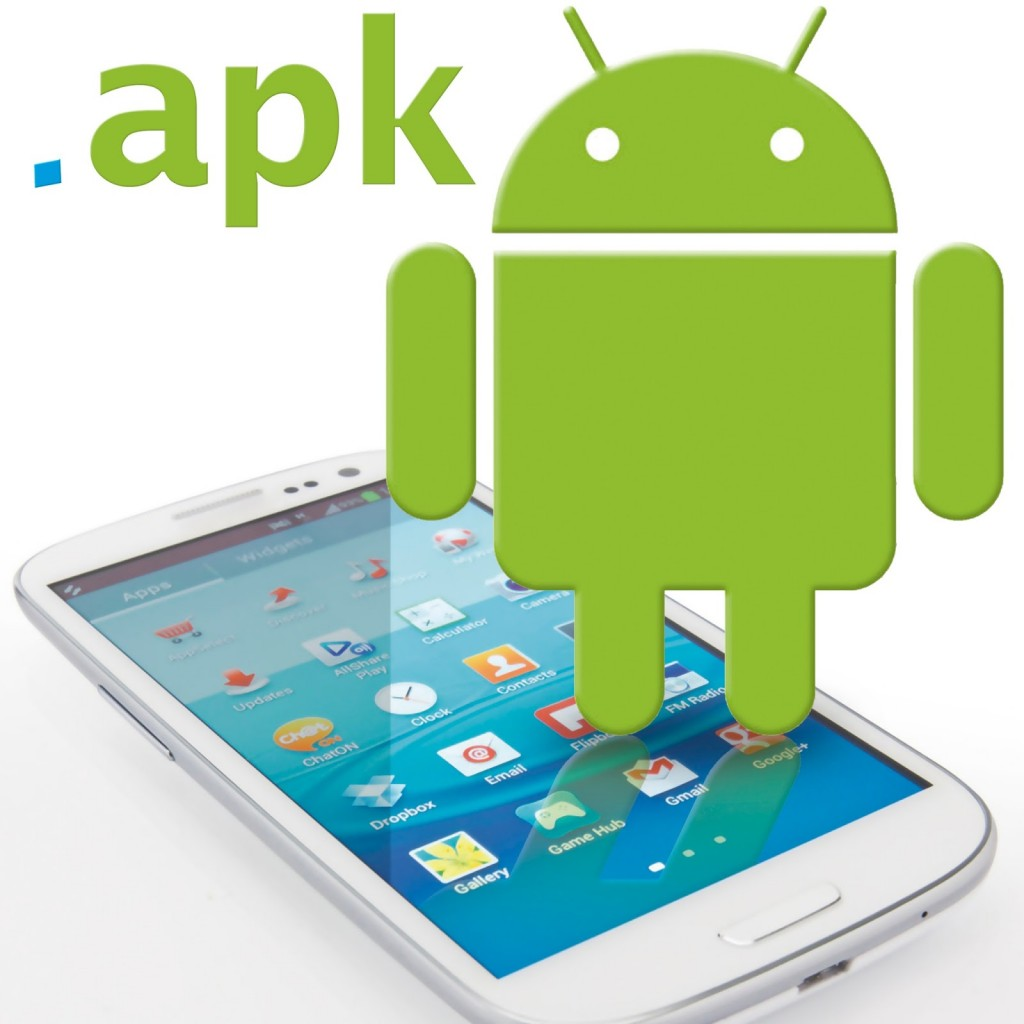 .apk
Apps
Widgets
Updates
AllShare
Play
Calculator
Camera
ChatON
Clock
Contacts
Dropbox
Email
FM Radio
Gallery
Game Hub
Gmail
Google+